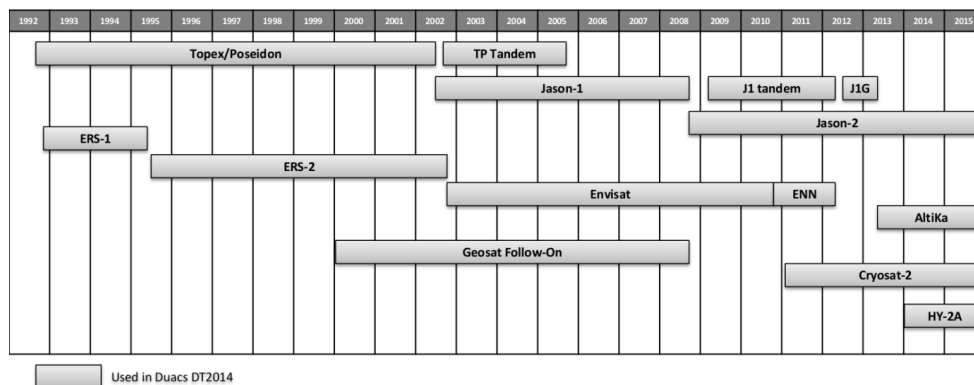 1992 1993 1994 1995 1996 1997 1998 1999 2000 2001 2002 2003 2004 2005 2006 2007 2008 2009 2010 2011 2012 2013 2014 2015
Topex/Poseidon TP Tandem
Jason-1 J1 tandem J1G
Jason-2
ERS-1
ERS-2
Envisat ENN
AltiKa
Geosat Follow-On
Cryosat-2
HY-2A
Used in Duacs DT2014